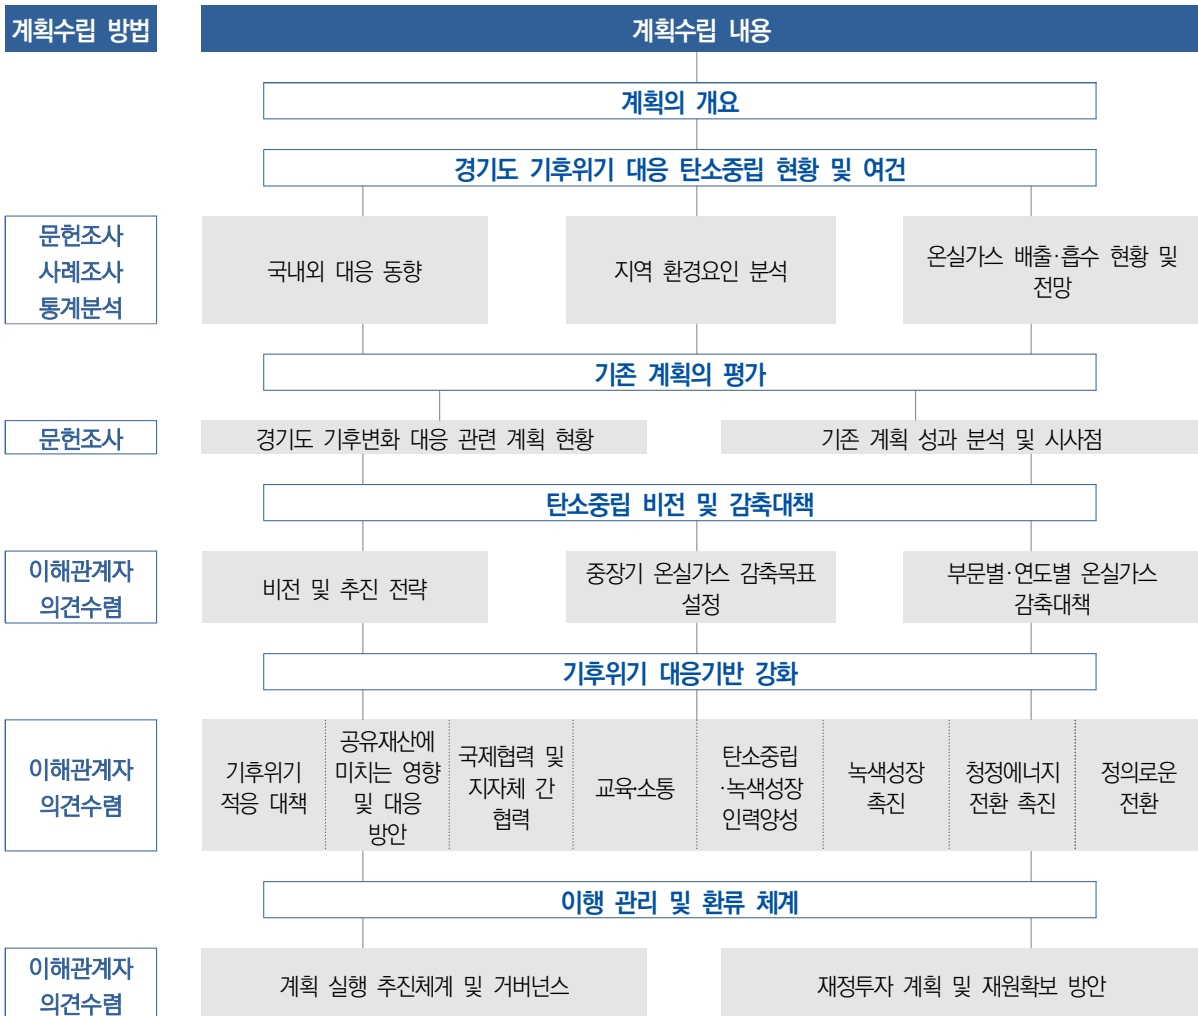 계획수립 방법
계획수립 내용
계획의 개요
경기도 기후위기 대응 탄소중립 현황 및 여건
문헌조사
사례조사
통계분석
국내외 대응 동향
지역 환경요인 분석
온실가스 배출·흡수 현황 및
전망
기존 계획의 평가
문헌조사
경기도 기후변화 대응 관련 계획 현황
기존 계획 성과 분석 및 시사점
탄소중립 비전 및 감축대책
이해관계자
의견수렴
비전 및 추진 전략
중장기 온실가스 감축목표
설정
부문별·연도별 온실가스
감축대책
기후위기 대응기반 강화
이해관계자
의견수렴
기후위기
적응 대책
공유재산에
미치는 영향
및 대응
방안
국제협력 및
지자체 간
협력
교육·소통
탄소중립
·녹색성장
인력양성
녹색성장
촉진
청정에너지
전환 촉진
정의로운
전환
이행 관리 및 환류 체계
이해관계자
의견수렴
계획 실행 추진체계 및 거버넌스
재정투자 계획 및 재원확보 방안